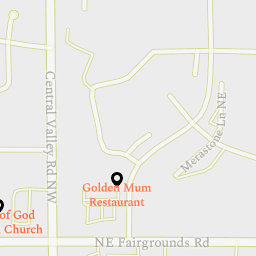 Central Valley Rd NW
Merastone Ln NE
Golden Mum
Restaurant
of God
Church
NE Fairgrounds Rd